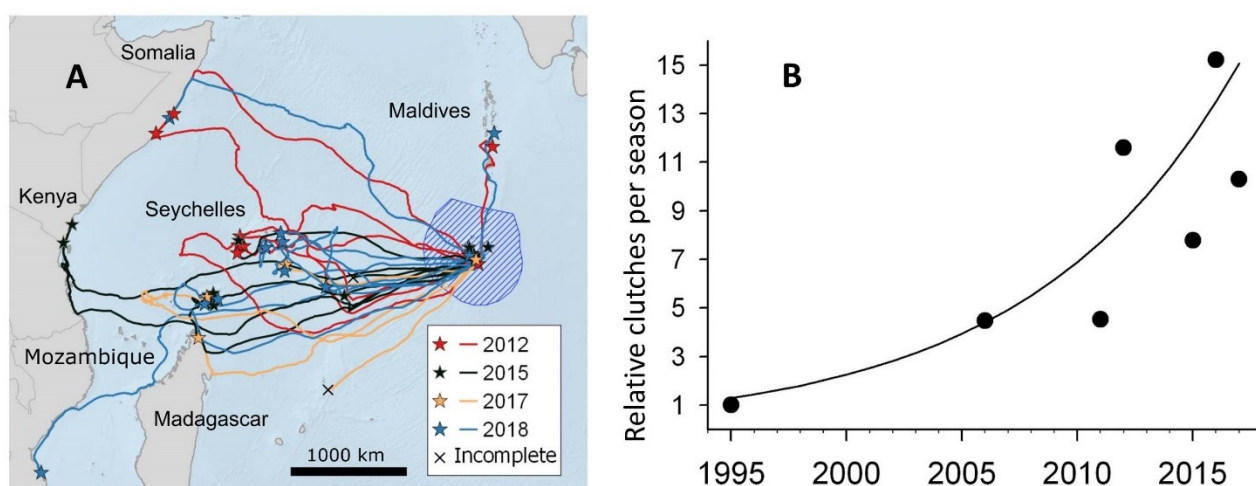 Somalia
A
Maldives
Kenya
Seychelles
Mozambique
Madagascar
2012
2015
2017
2018
Incomplete
1000 km
B
Relative clutches per season
15
13
11
9
7
5
3
1
1995 2000 2005 2010 2015